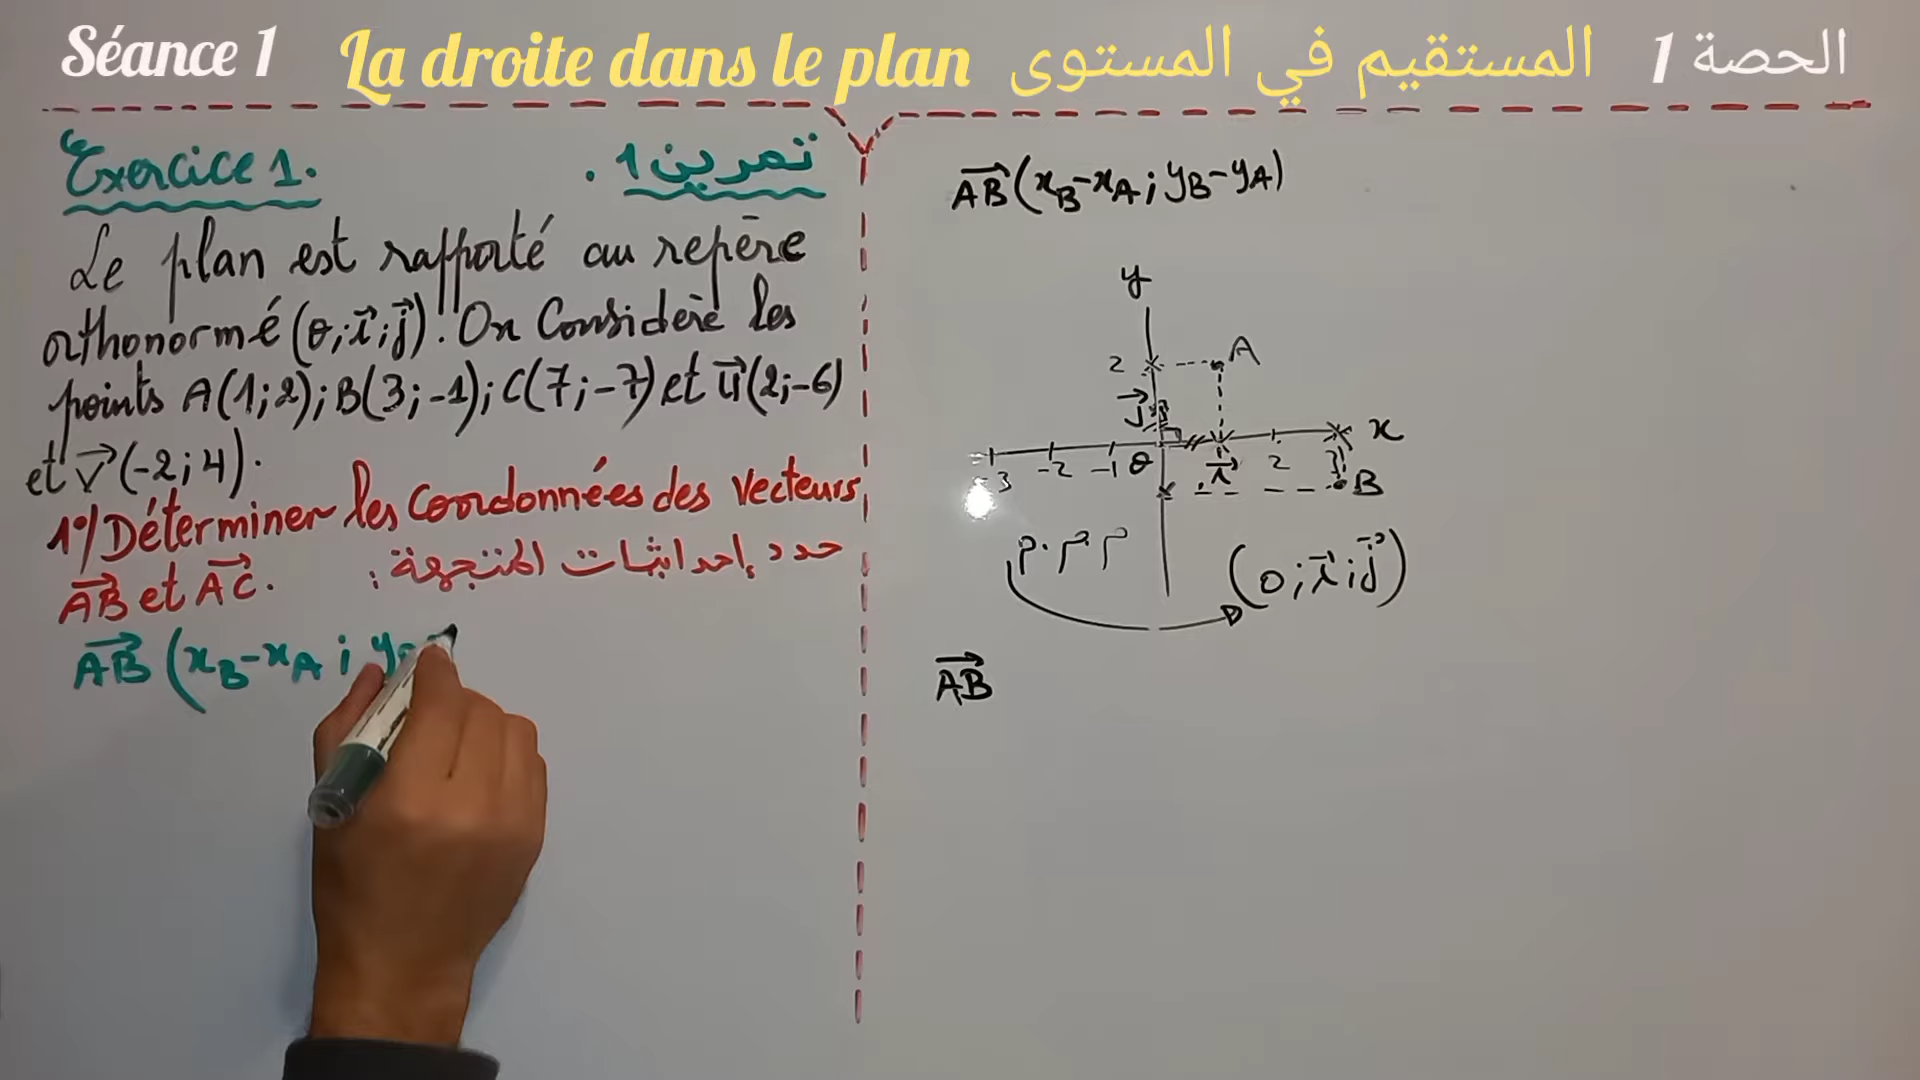 Séance 1 La droite dans le plan المستقيم في المستوى الحصة 1
Exercice 1. تمرين 1.
Le plan est rapporté au repère
orthonormé (O;i⃗;j⃗). On Considère les
points A(1;2); B(3;-1); C(7;-7) et u⃗(2;-6)
et v⃗(-2;4).
1°/ Déterminer les Coordonnées des Vecteurs
AB⃗ et AC⃗. حدد إحداثيات المتجهة:
AB⃗ (xB-xA ; y
AB⃗(xB-xA; yB-yA)
y
2 A
j⃗
-3 -2 -1 O i⃗ 2 3 x
B
م.م.م
(O;i⃗;j⃗)
AB⃗